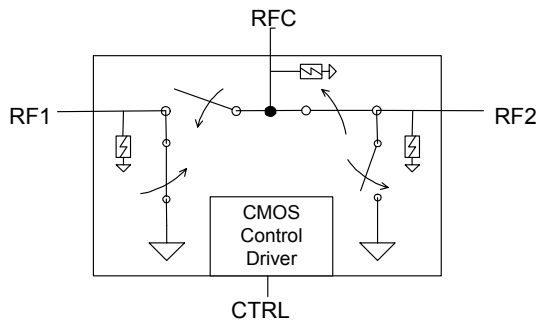 RFC
RF1
RF2
CMOS
Control
Driver
CTRL